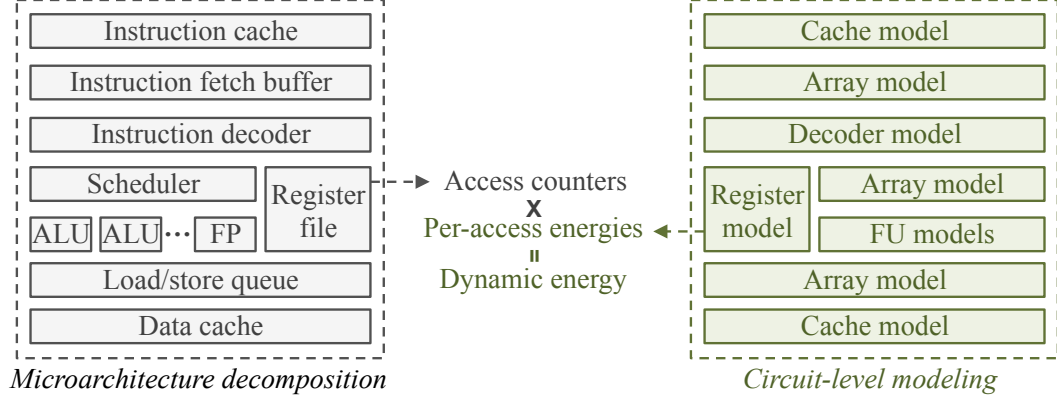 Instruction cache
Instruction fetch buffer
Instruction decoder
Scheduler
Register
file
ALU
ALU
...
FP
Load/store queue
Data cache
Microarchitecture decomposition
Access counters
X
Per-access energies
=
Dynamic energy
Cache model
Array model
Decoder model
Register
model
Array model
FU models
Array model
Cache model
Circuit-level modeling